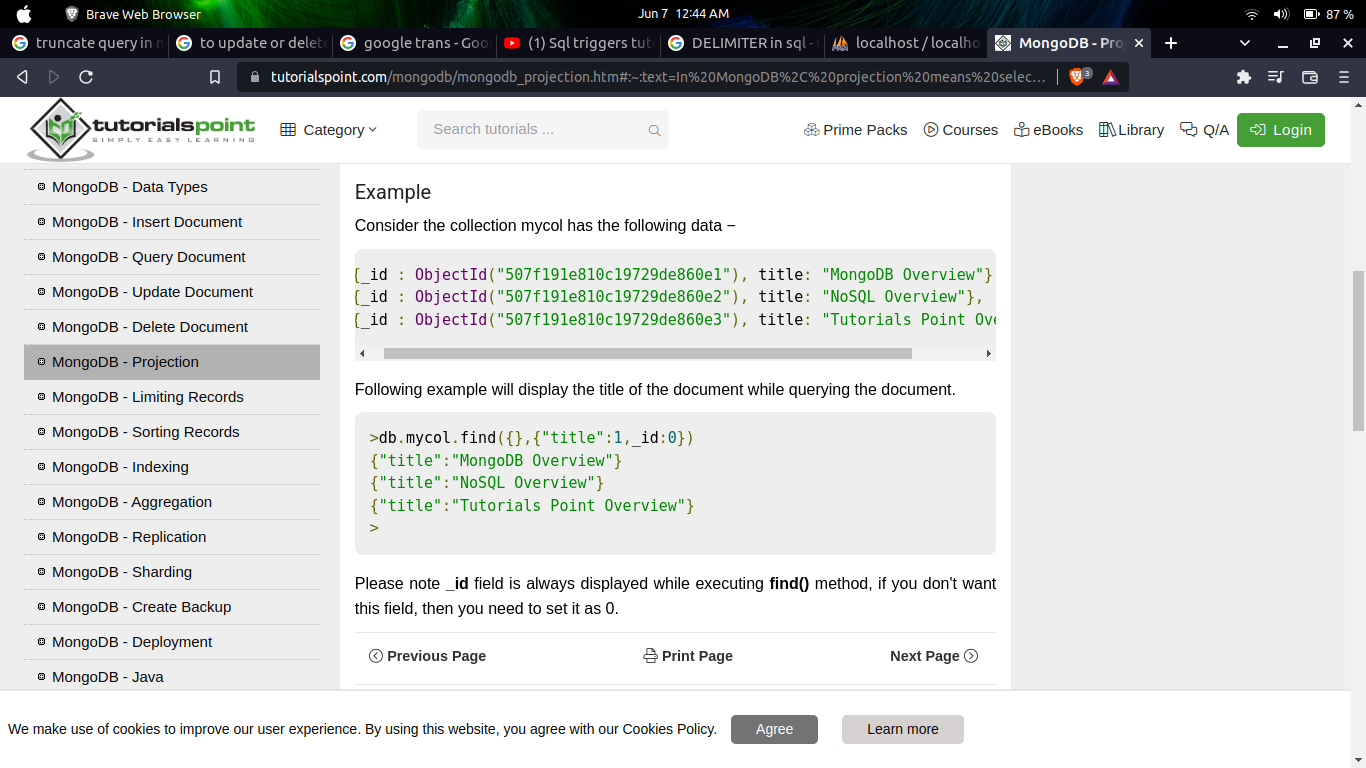 Brave Web Browser
Jun 7 12:44 AM
87 %
truncate query in
to update or delet
google trans - Goo
(1) Sql triggers tut
DELIMITER in sql -
localhost / localho
MongoDB - Pro
tutorialspoint.com/mongodb/mongodb_projection.htm#:~:text=In%20MongoDB%2C%20projection%20means%20selec...
3
tutorialspoint
SIMPLY EASY LEARNING
Category
Search tutorials ...
Prime Packs
Courses
eBooks
Library
Q/A
Login
MongoDB - Data Types
MongoDB - Insert Document
MongoDB - Query Document
MongoDB - Update Document
MongoDB - Delete Document
MongoDB - Projection
MongoDB - Limiting Records
MongoDB - Sorting Records
MongoDB - Indexing
MongoDB - Aggregation
MongoDB - Replication
MongoDB - Sharding
MongoDB - Create Backup
MongoDB - Deployment
MongoDB - Java
Example
Consider the collection mycol has the following data −
{_id : ObjectId("507f191e810c19729de860e1"), title: "MongoDB Overview"}
{_id : ObjectId("507f191e810c19729de860e2"), title: "NoSQL Overview"},
{_id : ObjectId("507f191e810c19729de860e3"), title: "Tutorials Point Ove
Following example will display the title of the document while querying the document.
>db.mycol.find({},{"title":1,_id:0})
{"title":"MongoDB Overview"}
{"title":"NoSQL Overview"}
{"title":"Tutorials Point Overview"}
>
Please note _id field is always displayed while executing find() method, if you don't want
this field, then you need to set it as 0.
Previous Page
Print Page
Next Page
We make use of cookies to improve our user experience. By using this website, you agree with our Cookies Policy.
Agree
Learn more